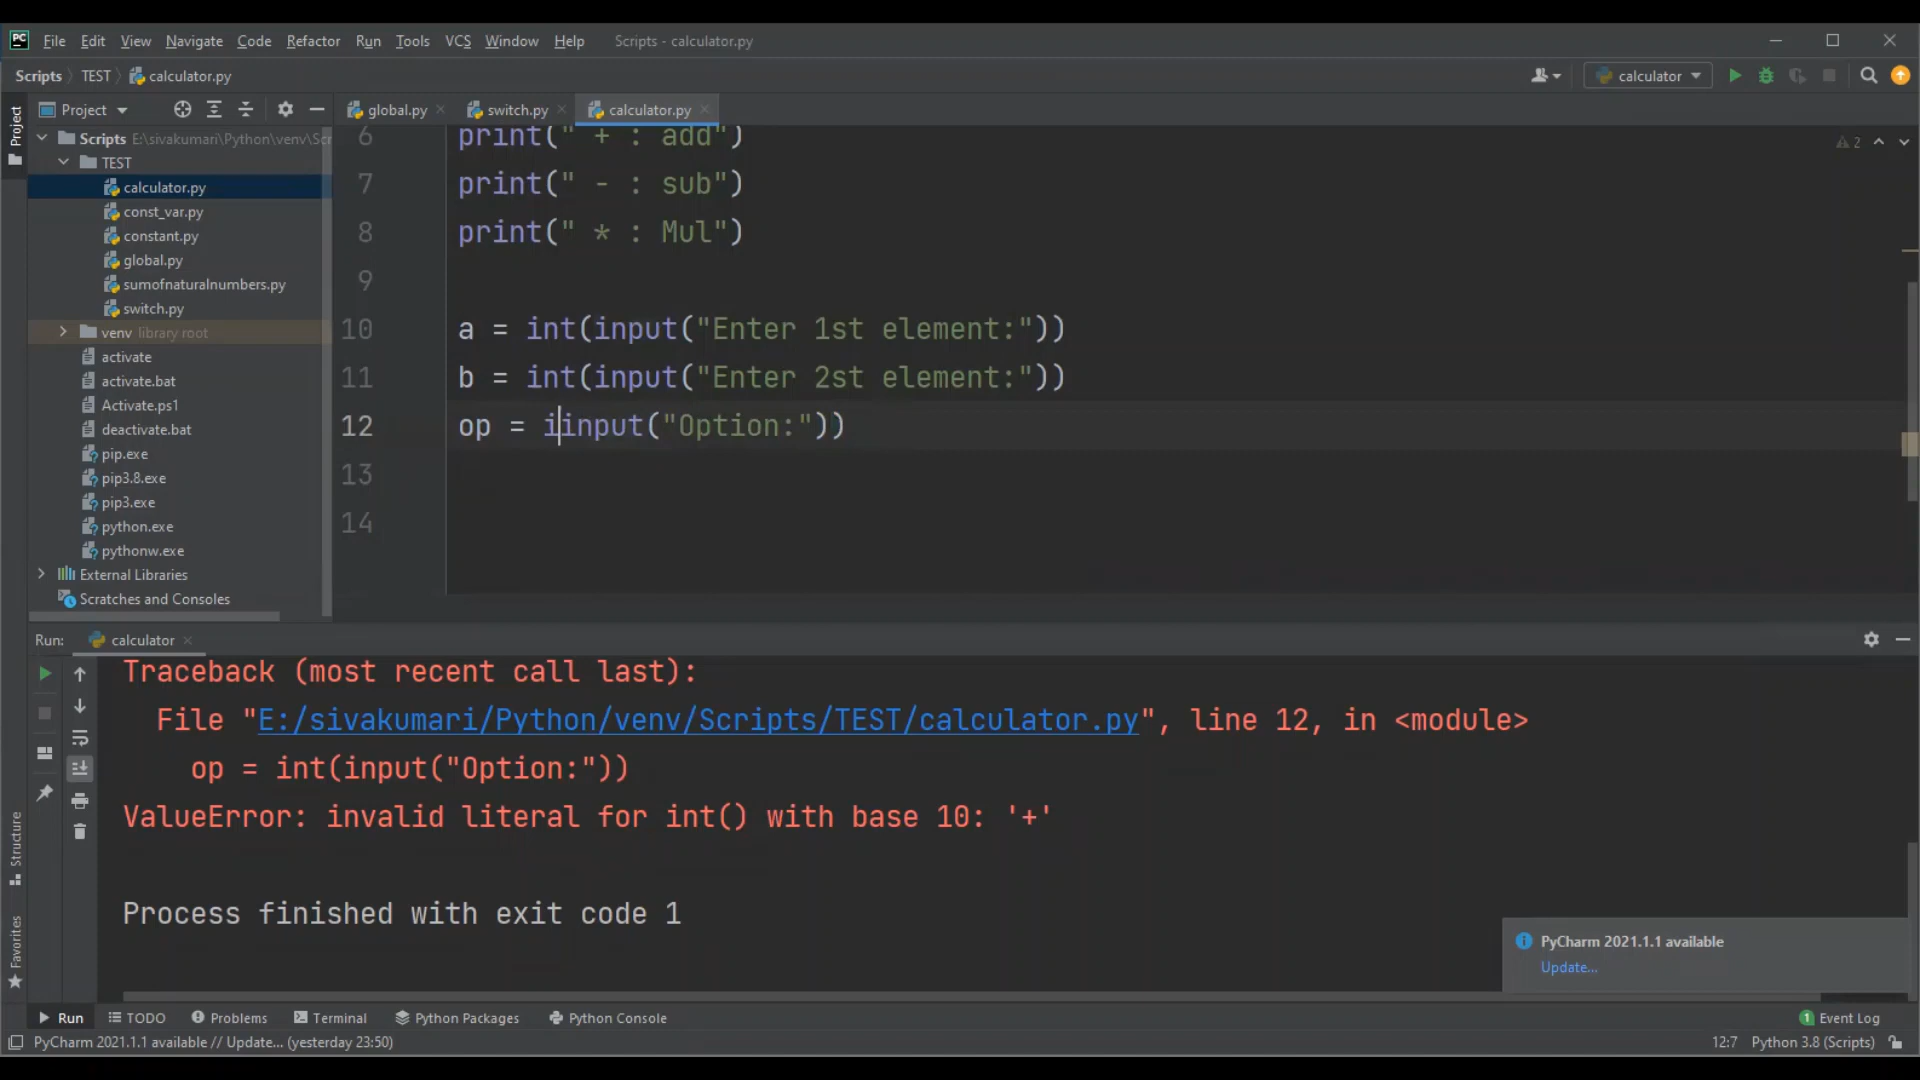 PC File Edit View Navigate Code Refactor Run Tools VCS Window Help Scripts - calculator.py
Scripts TEST calculator.py calculator
Project
Project global.py switch.py calculator.py
Scripts E:\sivakumari\Python\venv\Scr
TEST
calculator.py
const_var.py
constant.py
global.py
sumofnaturalnumbers.py
switch.py
venv library root
activate
activate.bat
Activate.ps1
deactivate.bat
pip.exe
pip3.8.exe
pip3.exe
python.exe
pythonw.exe
External Libraries
Scratches and Consoles
2
6 print(" + : add")
7 print(" - : sub")
8 print(" * : Mul")
9
10 a = int(input("Enter 1st element:"))
11 b = int(input("Enter 2st element:"))
12 op = iinput("Option:"))
13
14
Run: calculator
Traceback (most recent call last):
File "E:/sivakumari/Python/venv/Scripts/TEST/calculator.py", line 12, in <module>
op = int(input("Option:"))
ValueError: invalid literal for int() with base 10: '+'
Process finished with exit code 1
Structure
Favorites
PyCharm 2021.1.1 available
Update...
Run TODO Problems Terminal Python Packages Python Console 1 Event Log
PyCharm 2021.1.1 available // Update... (yesterday 23:50) 12:7 Python 3.8 (Scripts)